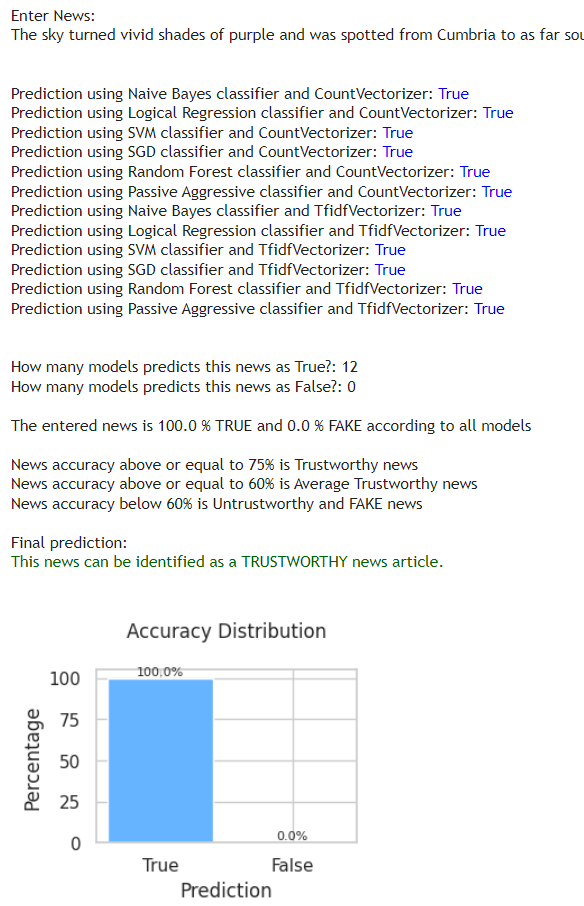 Enter News:
The sky turned vivid shades of purple and was spotted from Cumbria to as far
Prediction using Naive Bayes classifier and CountVectorizer: True
Prediction using Logical Regression classifier and CountVectorizer: True
Prediction using SVM classifier and CountVectorizer: True
Prediction using SGD classifier and CountVectorizer: True
Prediction using Random Forest classifier and CountVectorizer: True
Prediction using Passive Aggressive classifier and CountVectorizer: True
Prediction using Naive Bayes classifier and TfidfVectorizer: True
Prediction using Logical Regression classifier and TfidfVectorizer: True
Prediction using SVM classifier and TfidfVectorizer: True
Prediction using SGD classifier and TfidfVectorizer: True
Prediction using Random Forest classifier and TfidfVectorizer: True
Prediction using Passive Aggressive classifier and TfidfVectorizer: True
How many models predicts this news as True?: 12
How many models predicts this news as False?: 0
The entered news is 100.0 % TRUE and 0.0 % FAKE according to all models
News accuracy above or equal to 75% is Trustworthy news
News accuracy above or equal to 60% is Average Trustworthy news
News accuracy below 60% is Untrustworthy and FAKE news
Final prediction:
This news can be identified as a TRUSTWORTHY news article.
Accuracy Distribution
100.0%
100
75
Percentage
50
25
0
0.0%
True
False
Prediction